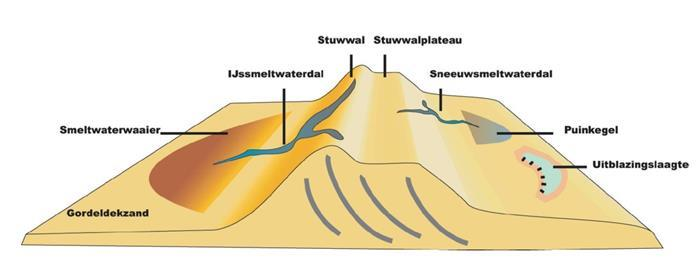 Stuwwal Stuwwalplateau
IJssmeltwaterdal Sneeuwsmeltwaterdal
Smeltwaterwaaier Puinkegel
Uitblazingslaagte
Gordeldekzand